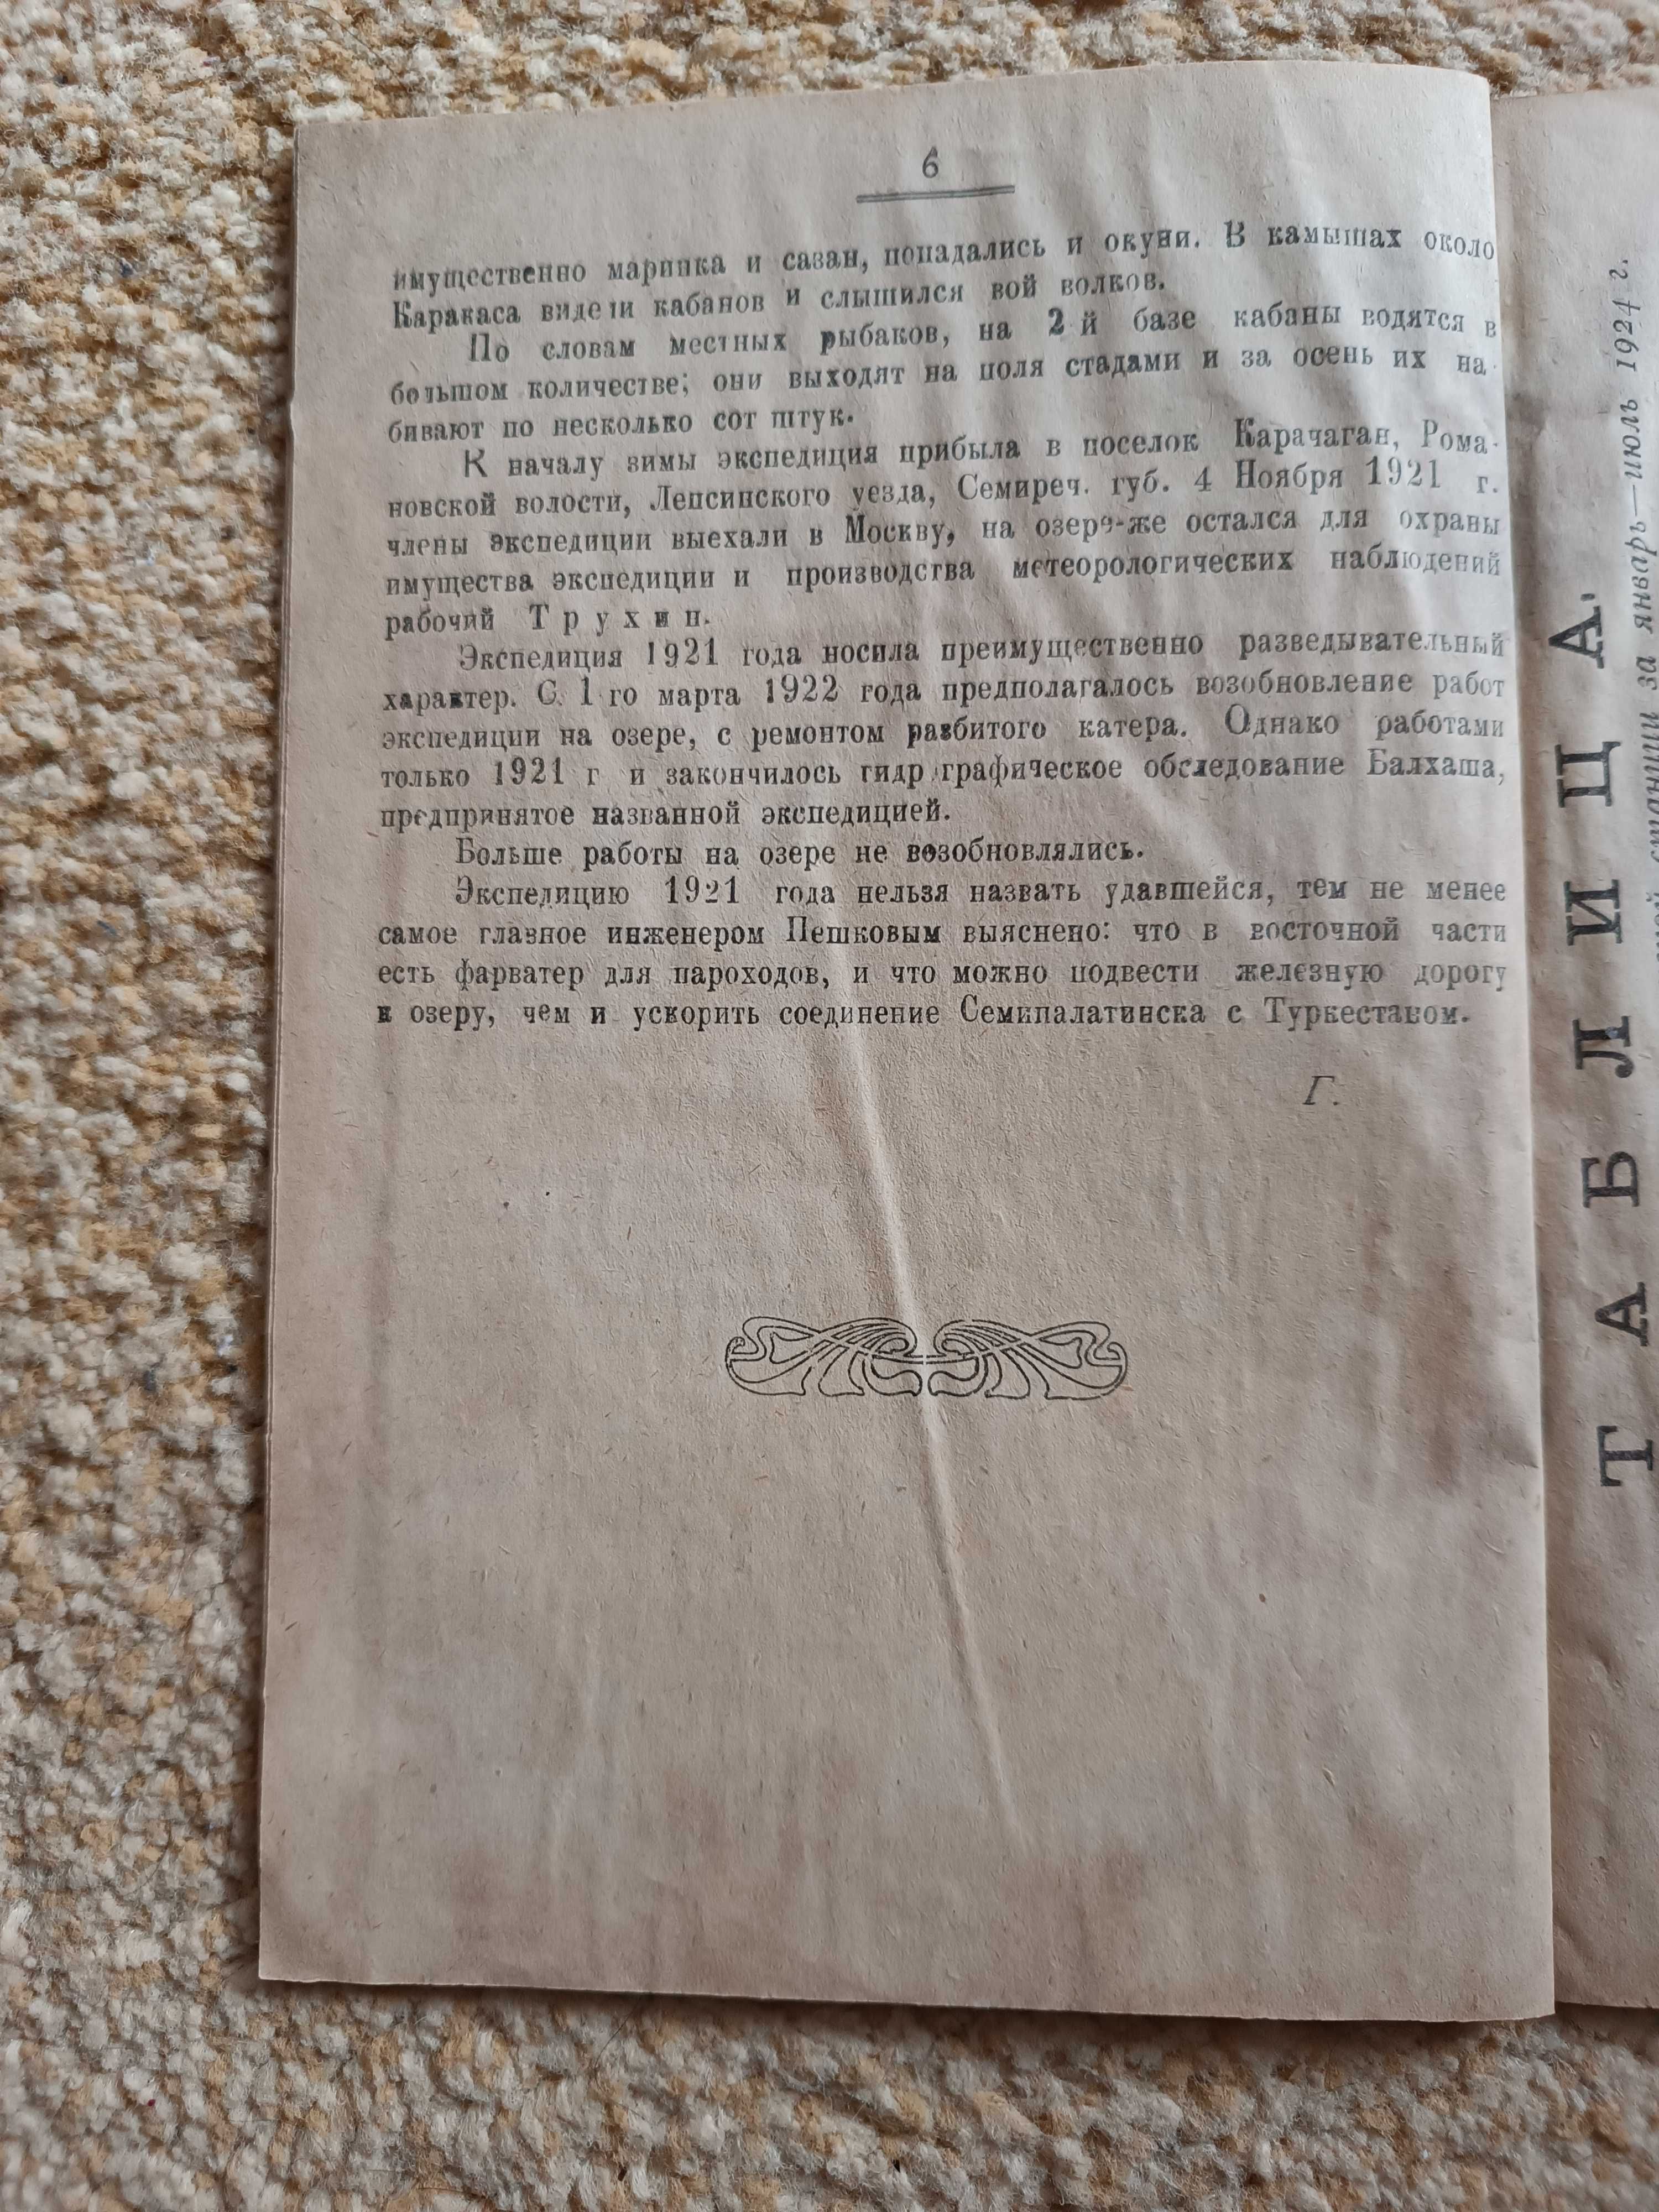 6
имущественно маринка и сазан, попадались и окуни. В камышах около
Каракаса видели кабанов и слышился вой волков.
По словам местных рыбаков, на 2 й базе кабаны водятся в
большом количестве; они выходят на поля стадами и за осень их на-
бивают по несколько сот штук.
К началу зимы экспедиция прибыла в поселок Карачаган, Рома-
новской волости, Лепсинского уезда, Семиреч. губ. 4 Ноября 1921 г.
члены экспедиции выехали в Москву, на озере-же остался для охраны
имущества экспедиции и производства метеорологических наблюдений
рабочий Трухин.
Экспедиция 1921 года носила преимущественно разведывательный
характер. С 1 го марта 1922 года предполагалось возобновление работ
экспедиции на озере, с ремонтом разбитого катера. Однако работами
только 1921 г и закончилось гидрографическое обследование Балхаша,
предпринятое названной экспедицией.
Больше работы на озере не возобновлялись.
Экспедицию 1921 года нельзя назвать удавшейся, тем не менее
самое главное инженером Пешковым выяснено: что в восточной части
есть фарватер для пароходов, и что можно подвести железную дорогу
к озеру, чем и ускорить соединение Семипалатинска с Туркестаном.
Г.
ТАБЛИЦА
станции за январь—июль 1924 г.